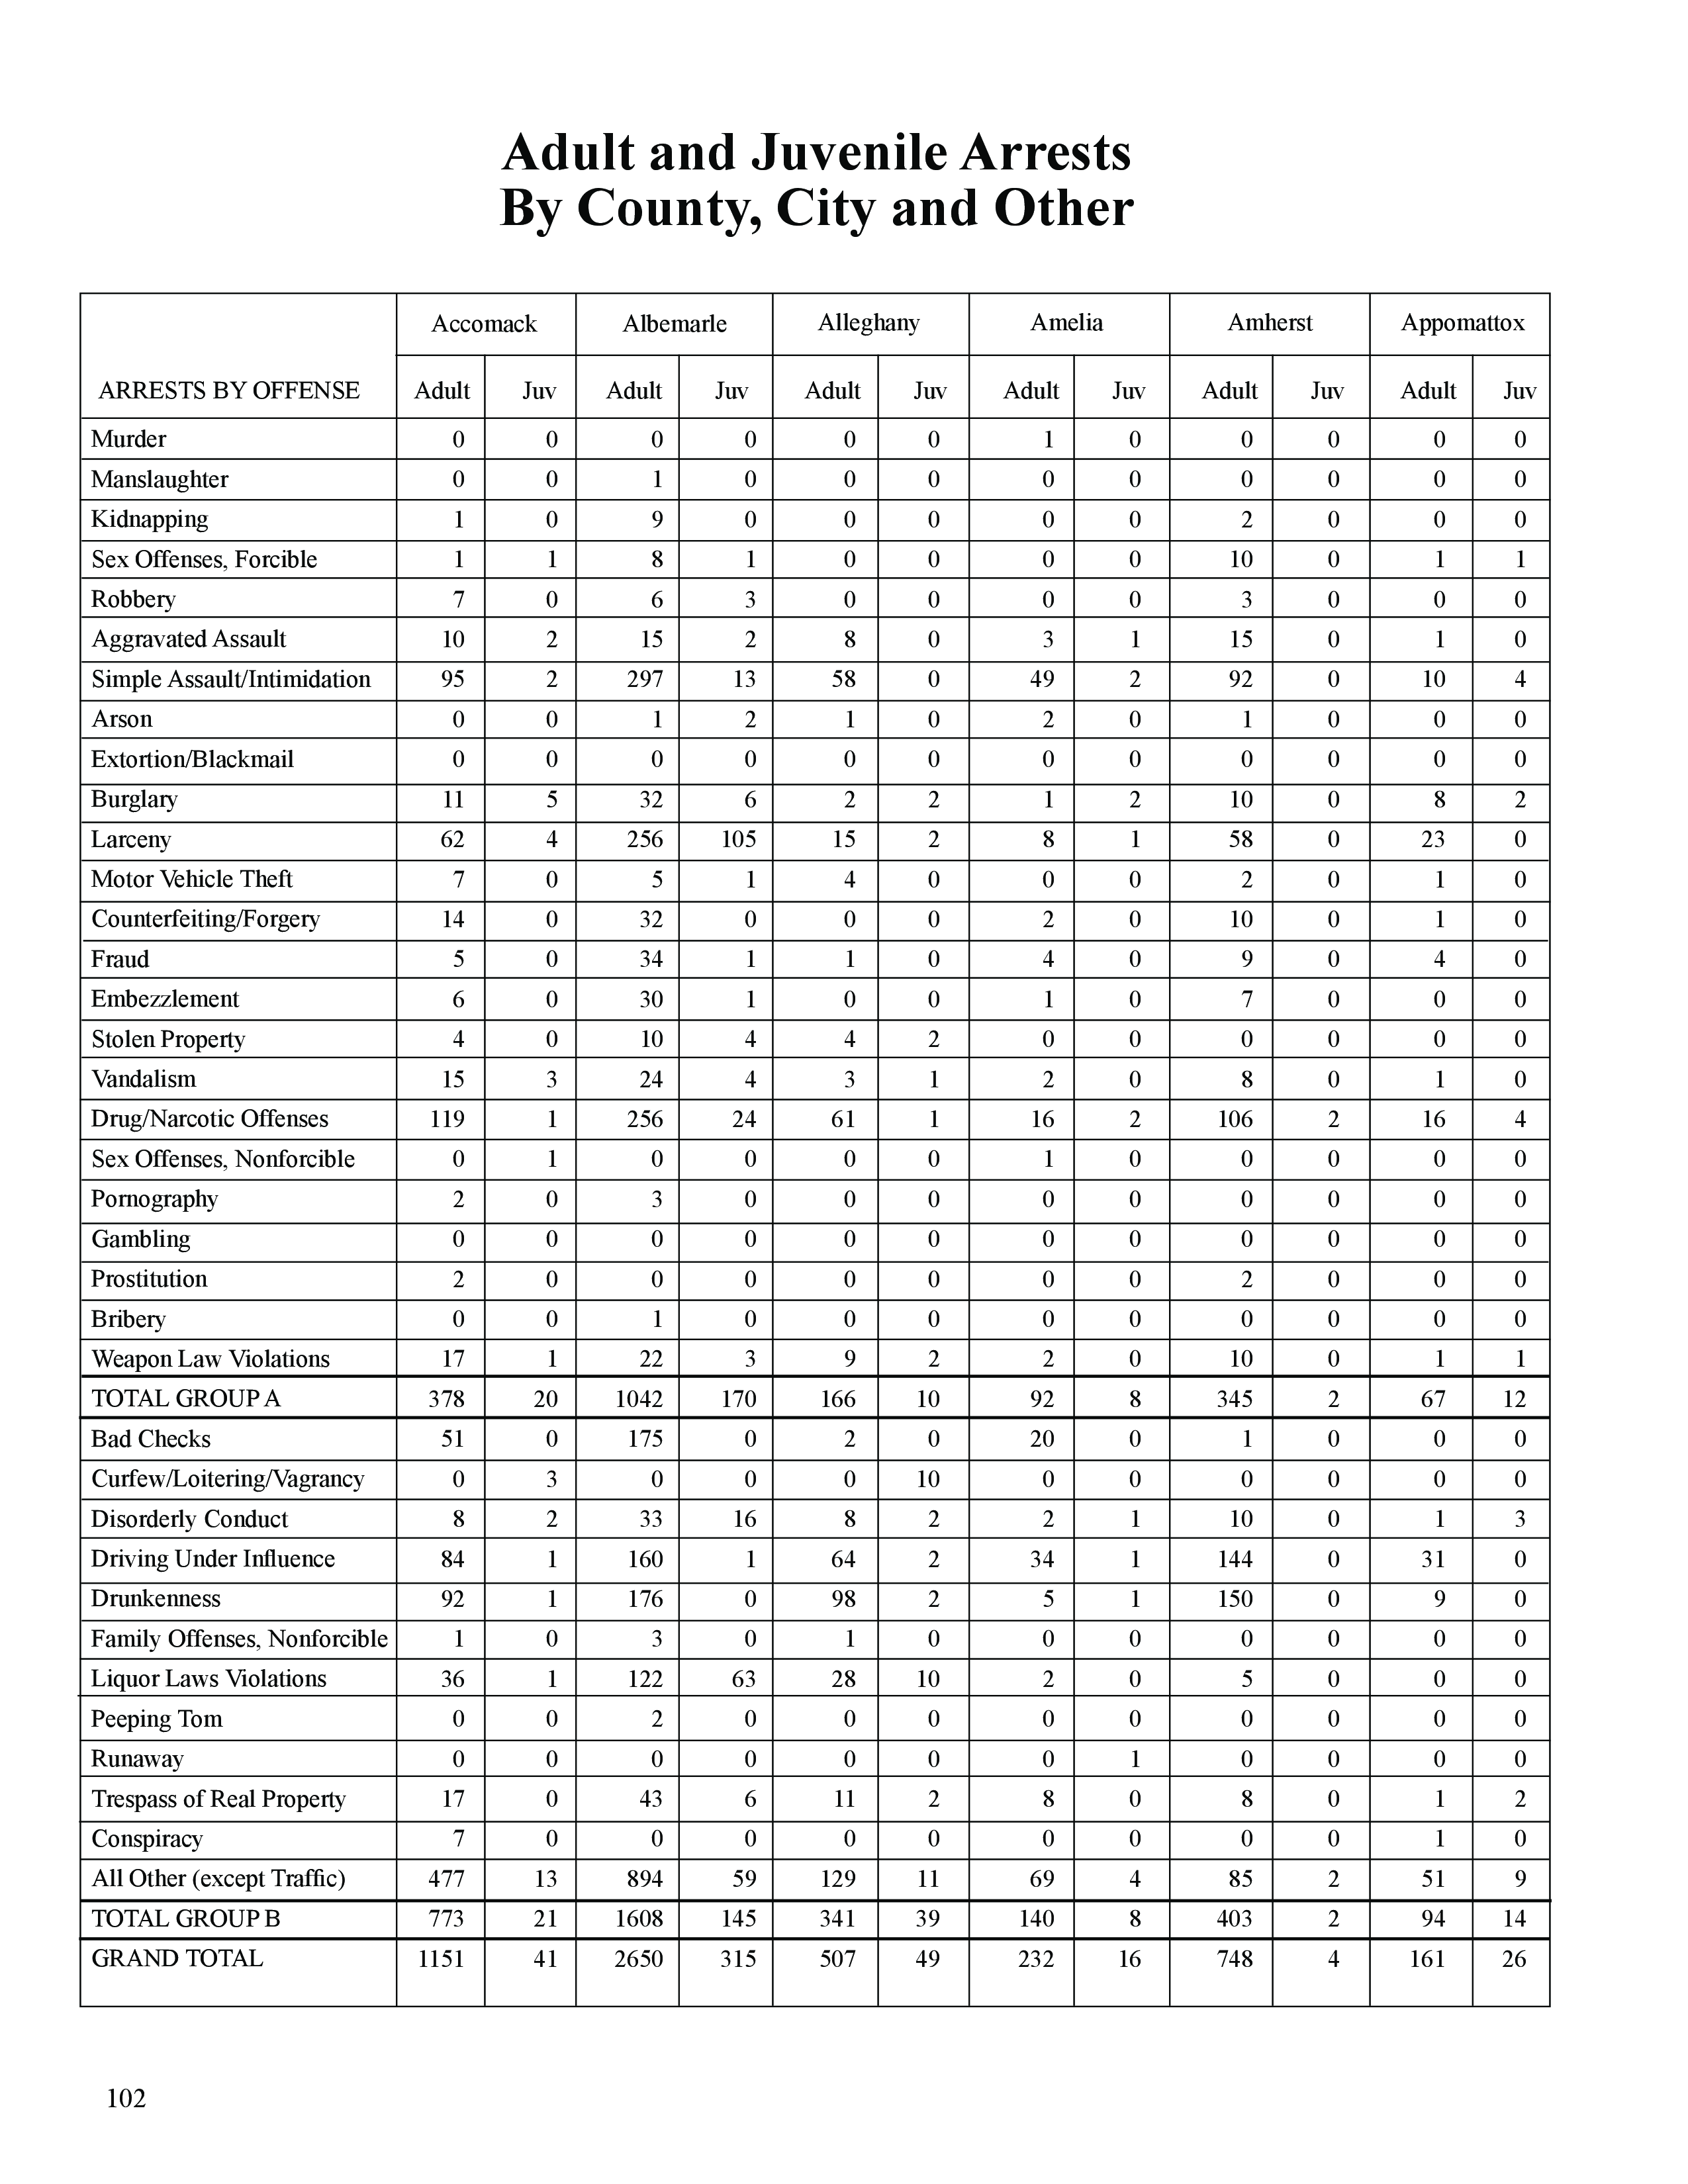 Adult and Juvenile Arrests
By County, City and Other
Accomack Albemarle Alleghany Amelia Amherst Appomattox
ARRESTS BY OFFENSE Adult Juv Adult Juv Adult Juv Adult Juv Adult Juv Adult Juv
Murder 0 0 0 0 0 0 1 0 0 0 0 0
Manslaughter 0 0 1 0 0 0 0 0 0 0 0 0
Kidnapping 1 0 9 0 0 0 0 0 2 0 0 0
Sex Offenses, Forcible 1 1 8 1 0 0 0 0 10 0 1 1
Robbery 7 0 6 3 0 0 0 0 3 0 0 0
Aggravated Assault 10 2 15 2 8 0 3 1 15 0 1 0
Simple Assault/Intimidation 95 2 297 13 58 0 49 2 92 0 10 4
Arson 0 0 1 2 1 0 2 0 1 0 0 0
Extortion/Blackmail 0 0 0 0 0 0 0 0 0 0 0 0
Burglary 11 5 32 6 2 2 1 2 10 0 8 2
Larceny 62 4 256 105 15 2 8 1 58 0 23 0
Motor Vehicle Theft 7 0 5 1 4 0 0 0 2 0 1 0
Counterfeiting/Forgery 14 0 32 0 0 0 2 0 10 0 1 0
Fraud 5 0 34 1 1 0 4 0 9 0 4 0
Embezzlement 6 0 30 1 0 0 1 0 7 0 0 0
Stolen Property 4 0 10 4 4 2 0 0 0 0 0 0
Vandalism 15 3 24 4 3 1 2 0 8 0 1 0
Drug/Narcotic Offenses 119 1 256 24 61 1 16 2 106 2 16 4
Sex Offenses, Nonforcible 0 1 0 0 0 0 1 0 0 0 0 0
Pornography 2 0 3 0 0 0 0 0 0 0 0 0
Gambling 0 0 0 0 0 0 0 0 0 0 0 0
Prostitution 2 0 0 0 0 0 0 0 2 0 0 0
Bribery 0 0 1 0 0 0 0 0 0 0 0 0
Weapon Law Violations 17 1 22 3 9 2 2 0 10 0 1 1
TOTAL GROUP A 378 20 1042 170 166 10 92 8 345 2 67 12
Bad Checks 51 0 175 0 2 0 20 0 1 0 0 0
Curfew/Loitering/Vagrancy 0 3 0 0 0 10 0 0 0 0 0 0
Disorderly Conduct 8 2 33 16 8 2 2 1 10 0 1 3
Driving Under Influence 84 1 160 1 64 2 34 1 144 0 31 0
Drunkenness 92 1 176 0 98 2 5 1 150 0 9 0
Family Offenses, Nonforcible 1 0 3 0 1 0 0 0 0 0 0 0
Liquor Laws Violations 36 1 122 63 28 10 2 0 5 0 0 0
Peeping Tom 0 0 2 0 0 0 0 0 0 0 0 0
Runaway 0 0 0 0 0 0 0 1 0 0 0 0
Trespass of Real Property 17 0 43 6 11 2 8 0 8 0 1 2
Conspiracy 7 0 0 0 0 0 0 0 0 0 1 0
All Other (except Traffic) 477 13 894 59 129 11 69 4 85 2 51 9
TOTAL GROUP B 773 21 1608 145 341 39 140 8 403 2 94 14
GRAND TOTAL 1151 41 2650 315 507 49 232 16 748 4 161 26
102